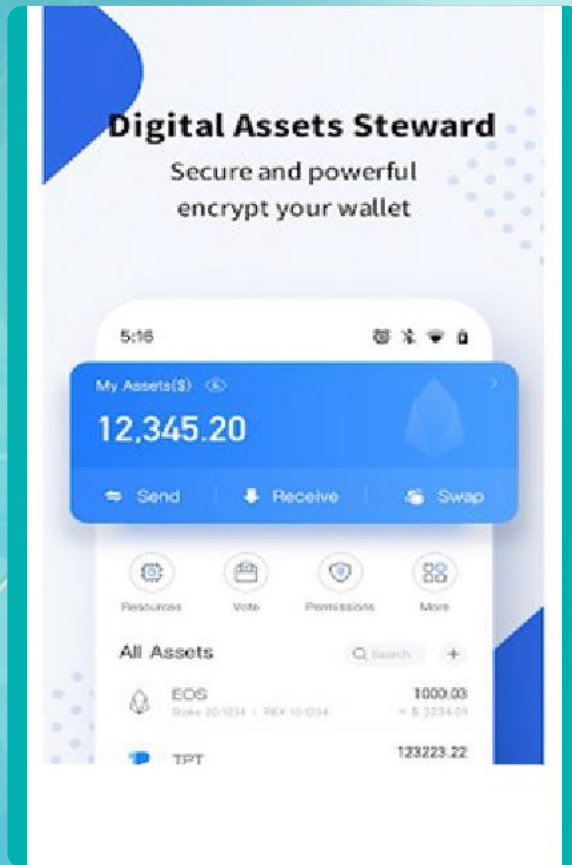 Digital Assets Steward
Secure and powerful
encrypt your wallet
5:16
My Assets($)
12,345.20
Send
Receive
Swap
Resources
Vote
Permissions
More
All Assets
Search
EOS
1000.03
TPT
123223.22